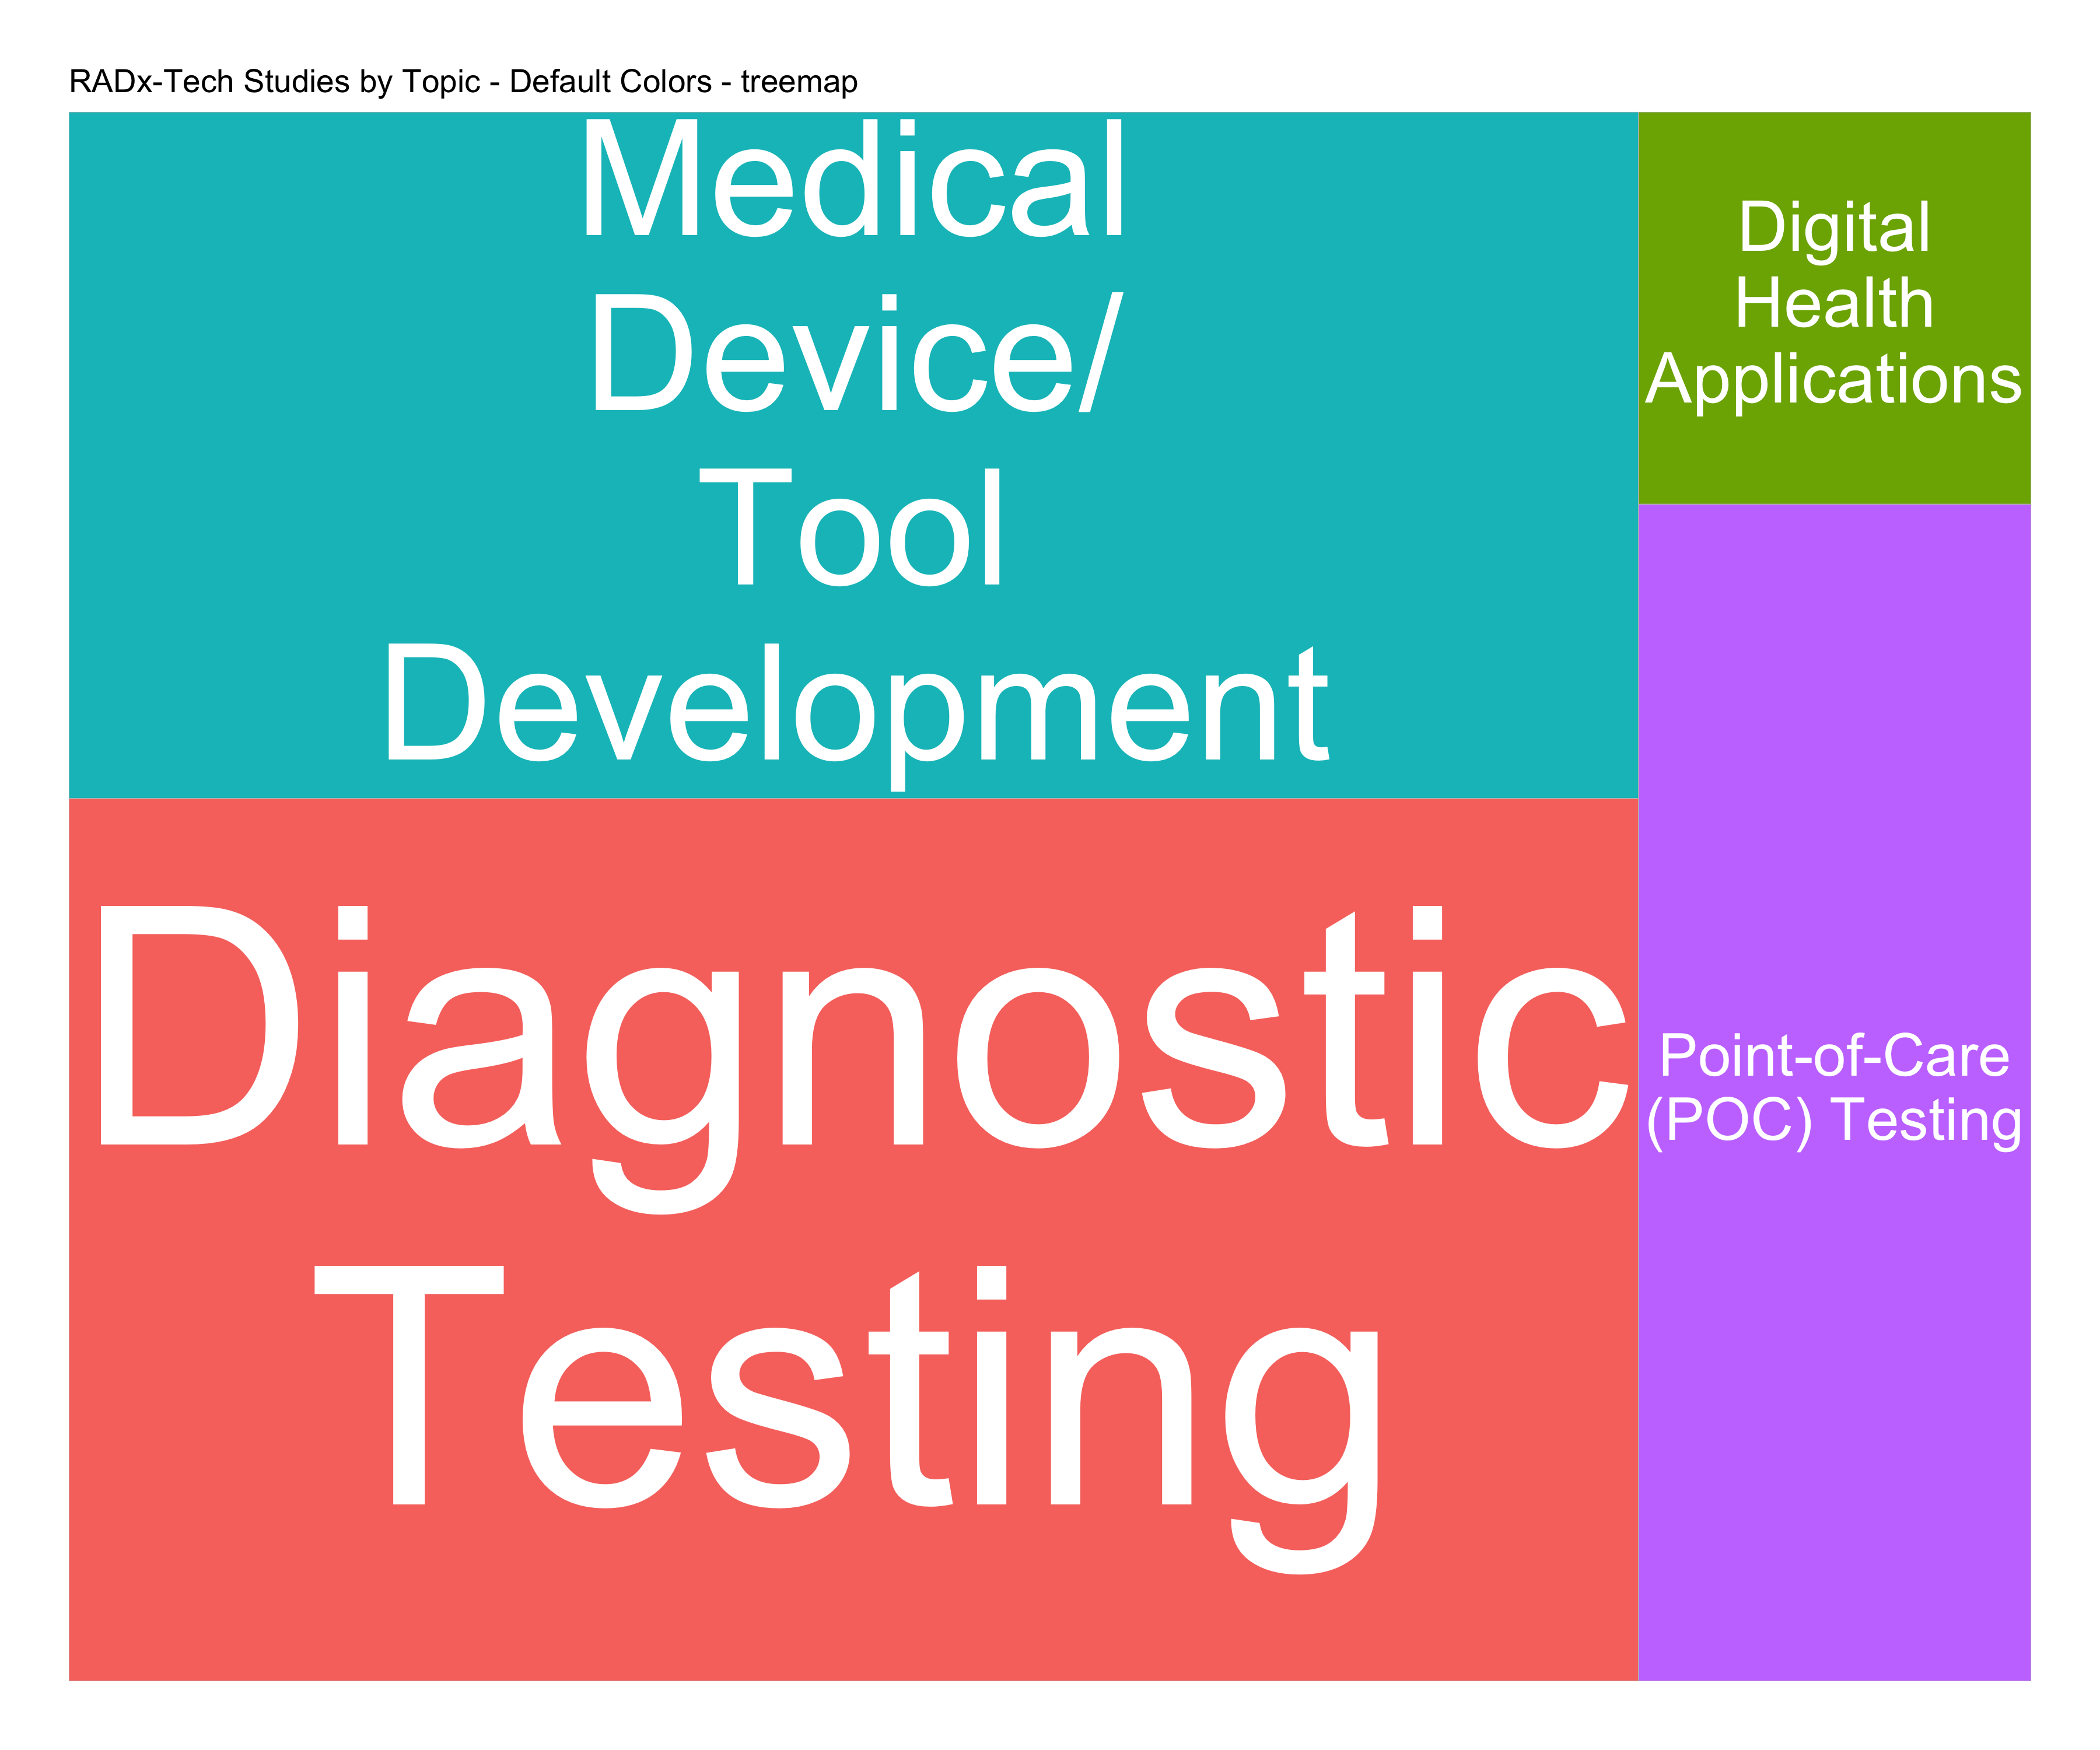 RADx-Tech Studies by Topic - Default Colors - treemap
Medical
Device/
Tool
Development
Digital
Health
Applications
Diagnostic
Testing
Point-of-Care
(POC) Testing